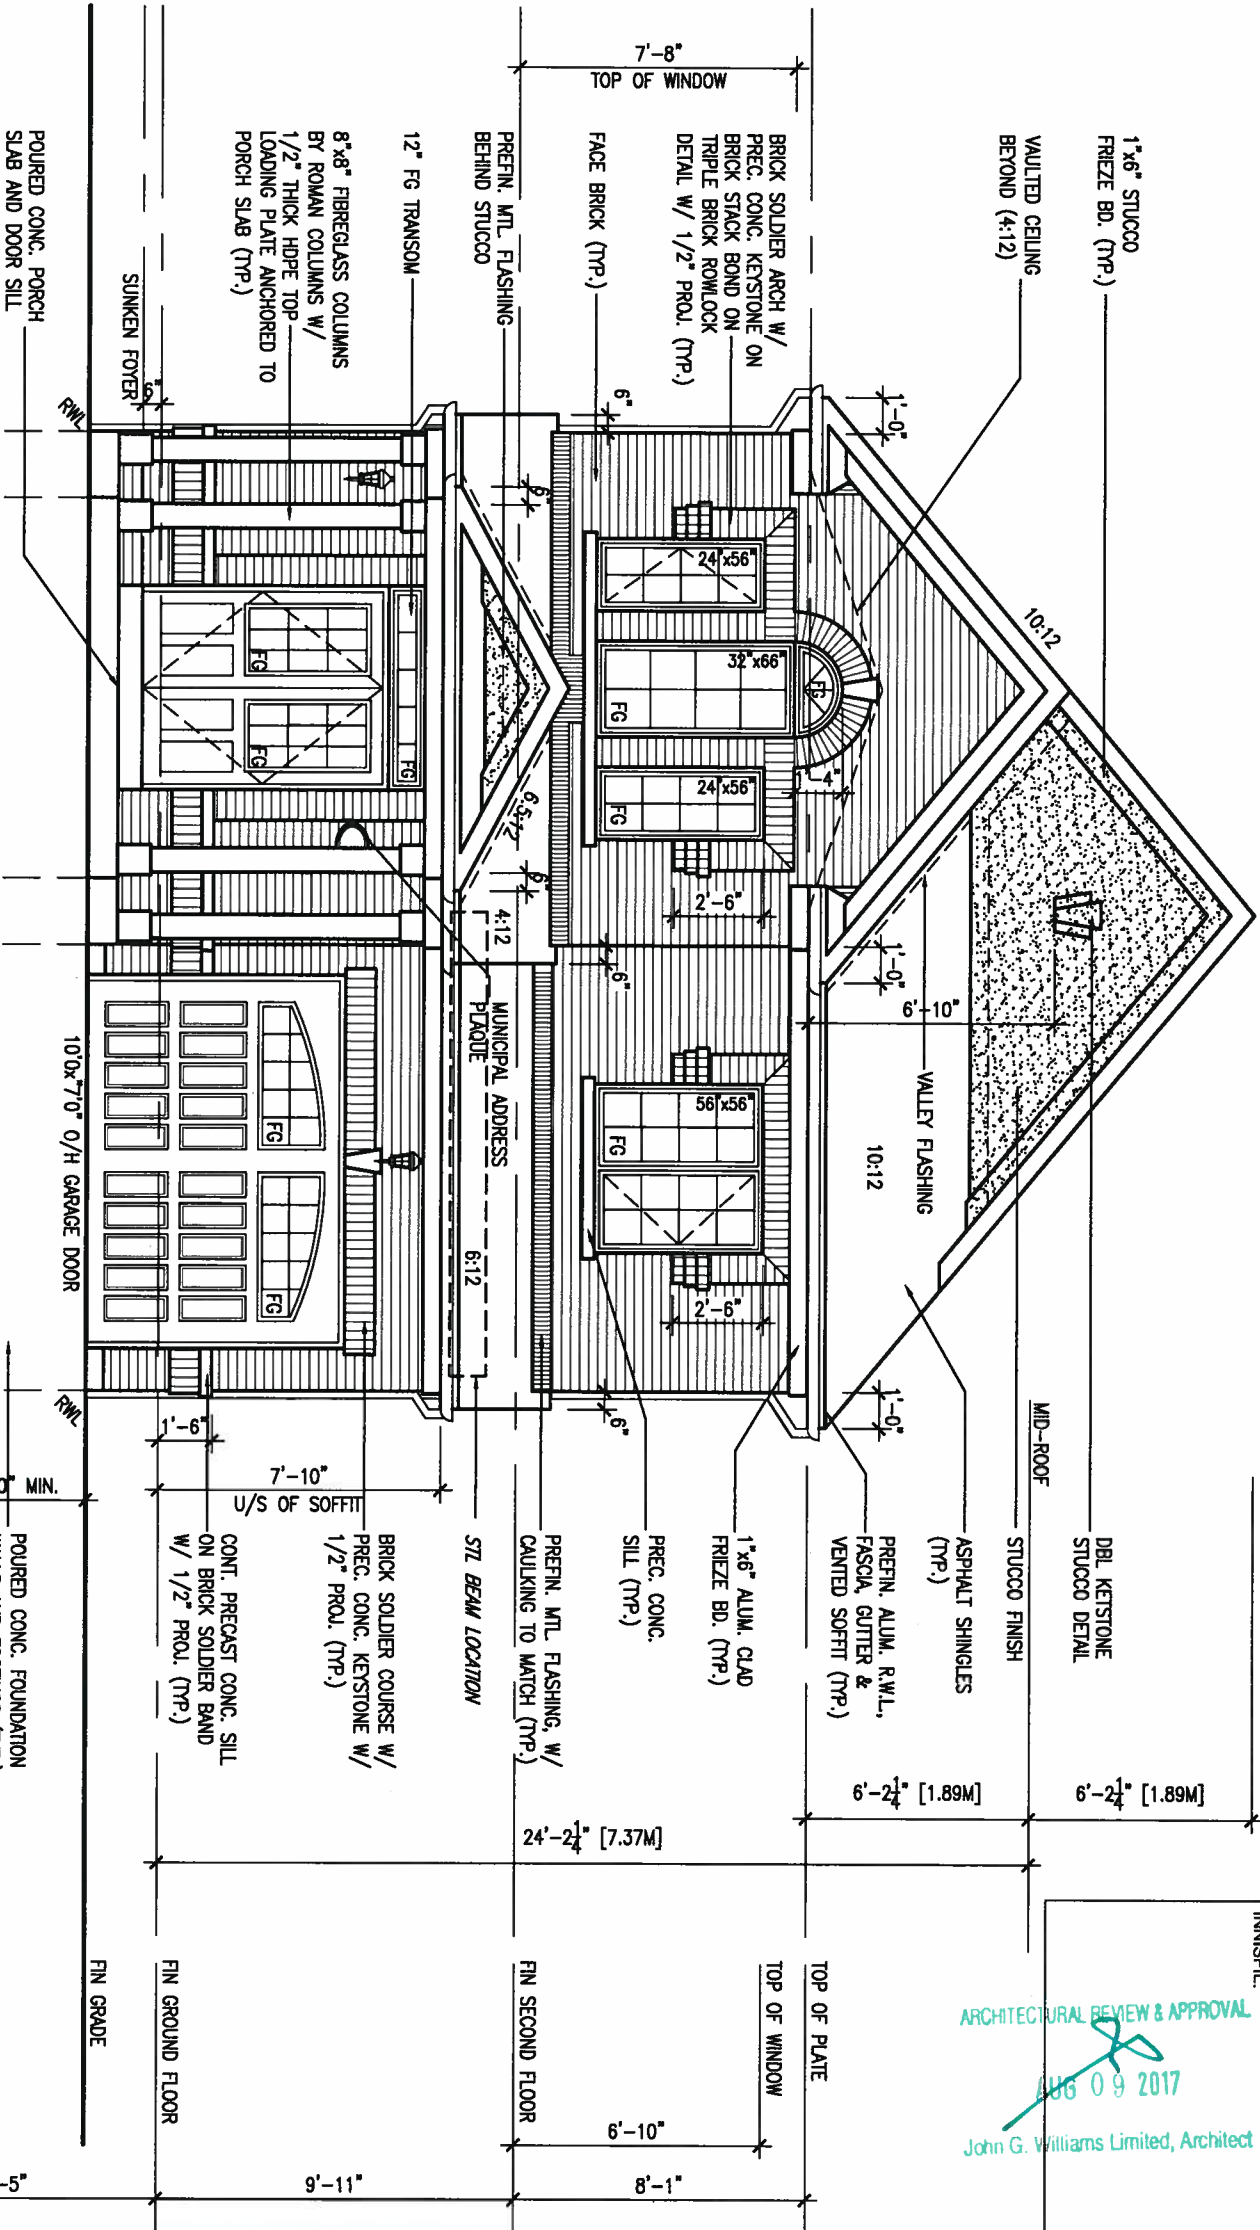 1"x6" STUCCO
FRIEZE BD. (TYP.)
VAULTED CEILING
BEYOND (4:12)
7'-8"
TOP OF WINDOW
BRICK SOLDIER ARCH W/
PREC. CONC. KEYSTONE ON
BRICK STACK BOND ON
TRIPLE BRICK ROWLOCK
DETAIL W/ 1/2" PROJ. (TYP.)
FACE BRICK (TYP.)
PREFIN. MTL. FLASHING
BEHIND STUCCO
12" FG TRANSOM
8"x8" FIBREGLASS COLUMNS
BY ROMAN COLUMNS W/
1/2" THICK HDPE TOP
LOADING PLATE ANCHORED TO
PORCH SLAB (TYP.)
SUNKEN FOYER
6"
POURED CONC. PORCH
SLAB AND DOOR SILL
RWL
1'-0"
10:12
6"
6"
24"x56"
32"x66"
FG
FG
24"x56"
FG
1'-4"
2'-6"
6.5:12
6"
FG
FG
FG
1'-0"
6'-10"
VALLEY FLASHING
10:12
6"
56"x56"
FG
2'-6"
4:12
MUNICIPAL ADDRESS
PLAQUE
6:12
FG
FG
10'0x7'0" O/H GARAGE DOOR
1'-0"
6"
RWL
1'-6"
7'-10"
U/S OF SOFFIT
MIN.
MID-ROOF
DBL KETSTONE
STUCCO DETAIL
STUCCO FINISH
ASPHALT SHINGLES
(TYP.)
PREFIN. ALUM. R.W.L.,
FASCIA, GUTTER &
VENTED SOFFIT (TYP.)
1"x6" ALUM. CLAD
FRIEZE BD. (TYP.)
PREC. CONC.
SILL (TYP.)
PREFIN. MTL. FLASHING, W/
CAULKING TO MATCH (TYP.)
STL BEAM LOCATION
BRICK SOLDIER COURSE W/
PREC. CONC. KEYSTONE W/
1/2" PROJ. (TYP.)
CONT. PRECAST CONC. SILL
ON BRICK SOLDIER BAND
W/ 1/2" PROJ. (TYP.)
POURED CONC. FOUNDATION
6'-2¼" [1.89M]
6'-2¼" [1.89M]
24'-2¼" [7.37M]
TOP OF PLATE
TOP OF WINDOW
FIN SECOND FLOOR
FIN GROUND FLOOR
FIN GRADE
6'-10"
8'-1"
9'-11"
-5"
INNISFIL.
ARCHITECTURAL REVIEW & APPROVAL
AUG 09 2017
John G. Williams Limited, Architect